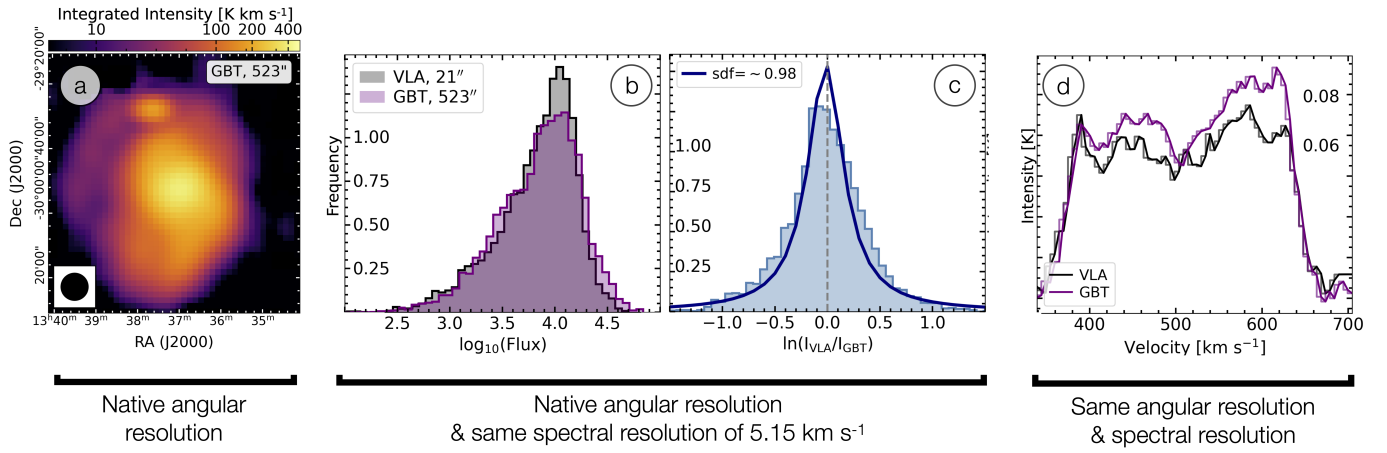 Integrated Intensity [K km s-1]
10 100 200 400
a
GBT, 523"
Dec (J2000)
-29°20'00"
40'00"
-30°00'00"
20'00"
13ʰ40ᵐ 39ᵐ 38ᵐ 37ᵐ 36ᵐ 35ᵐ
RA (J2000)
Native angular
resolution
b
VLA, 21″
GBT, 523″
Frequency
1.00
0.75
0.50
0.25
2.5 3.0 3.5 4.0 4.5
log₁₀(Flux)
c
sdf= ~ 0.98
1.00
0.75
0.50
0.25
−1.0 −0.5 0.0 0.5 1.0
ln(I_VLA/I_GBT)
Native angular resolution
& same spectral resolution of 5.15 km s-1
d
0.08
0.06
Intensity [K]
VLA
GBT
400 500 600 700
Velocity [km s⁻¹]
Same angular resolution
& spectral resolution